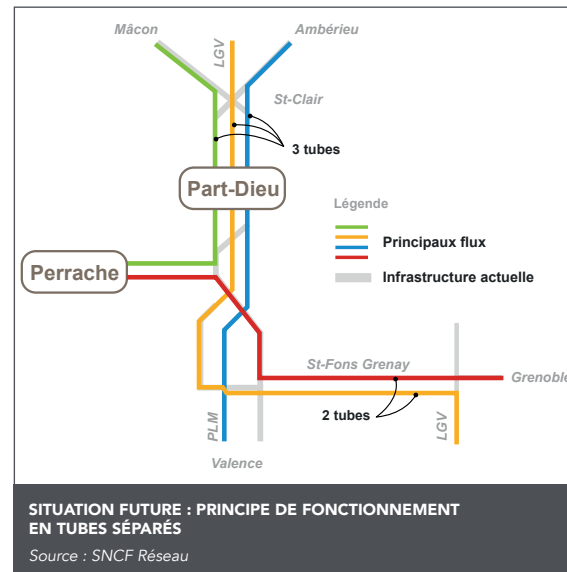 Mâcon
LGV
Ambérieu
St-Clair
3 tubes
Part-Dieu
Légende
Principaux flux
Perrache
Infrastructure actuelle
St-Fons Grenay
Grenoble
2 tubes
PLM
LGV
Valence
SITUATION FUTURE : PRINCIPE DE FONCTIONNEMENT
EN TUBES SÉPARÉS
Source : SNCF Réseau